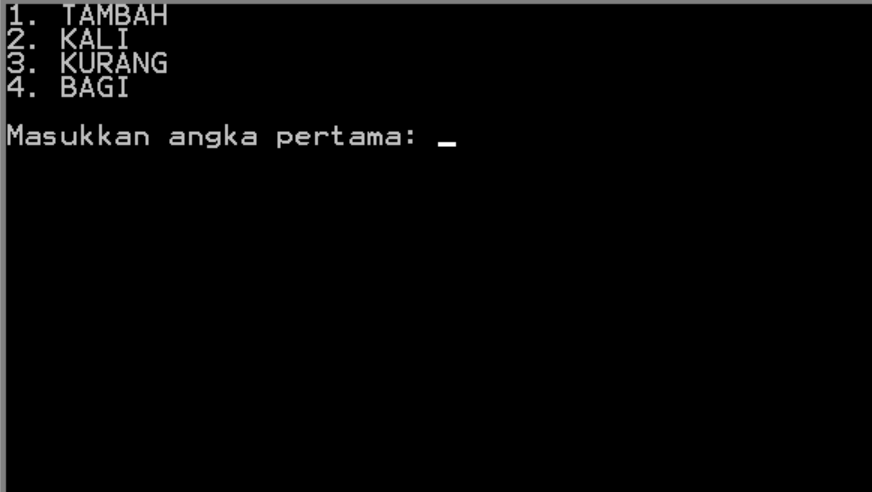 1. TAMBAH
2. KALI
3. KURANG
4. BAGI
Masukkan angka pertama: _